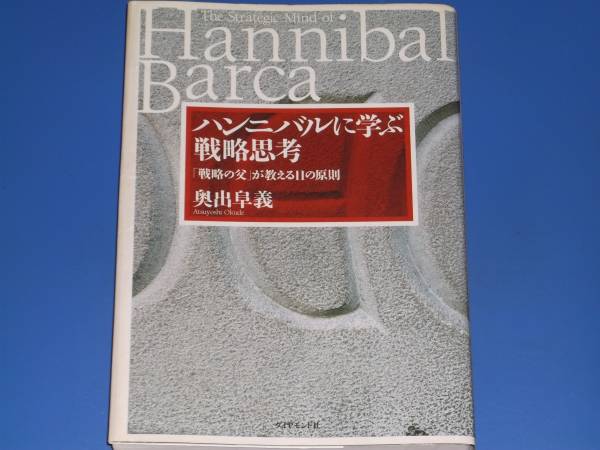 The Strategic Mind of
Hannibal
Barca
ハンニバルに学ぶ
戦略思考
「戦略の父」が教える11の原則
奥出阜義
Atsuyoshi Okude
ダイヤモンド社